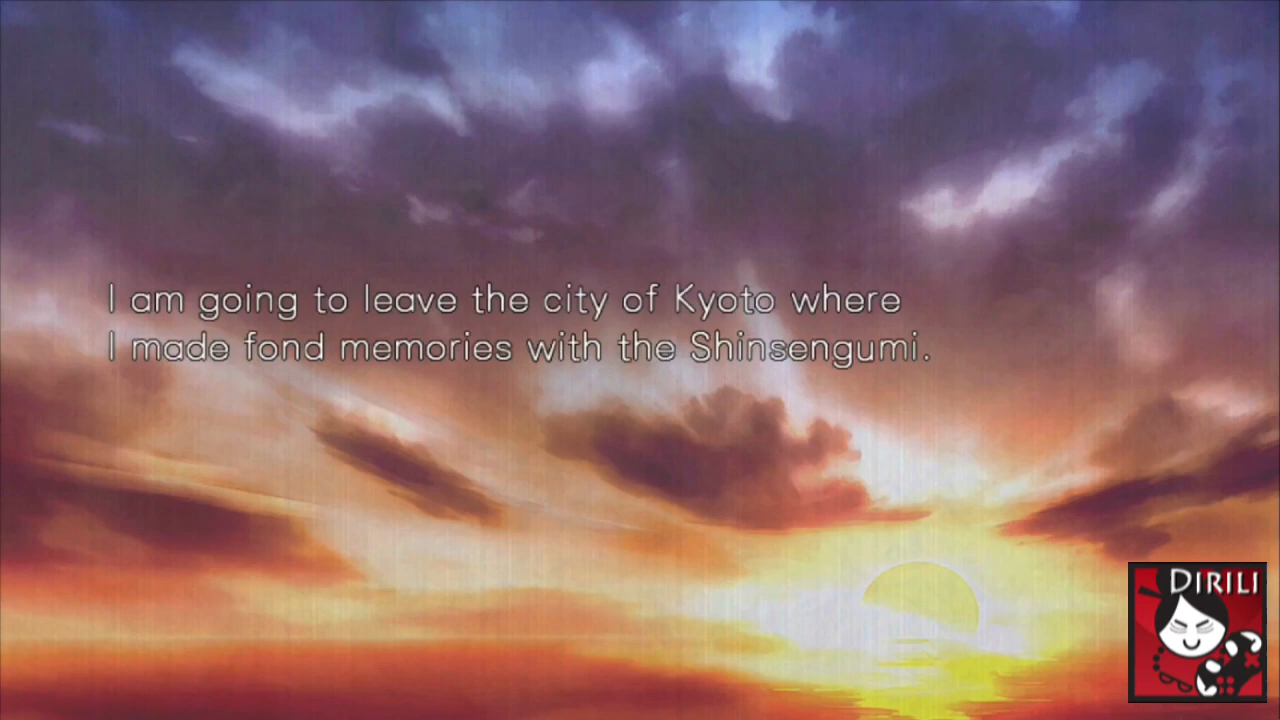 I am going to leave the city of Kyoto where
I made fond memories with the Shinsengumi.
DIRILI